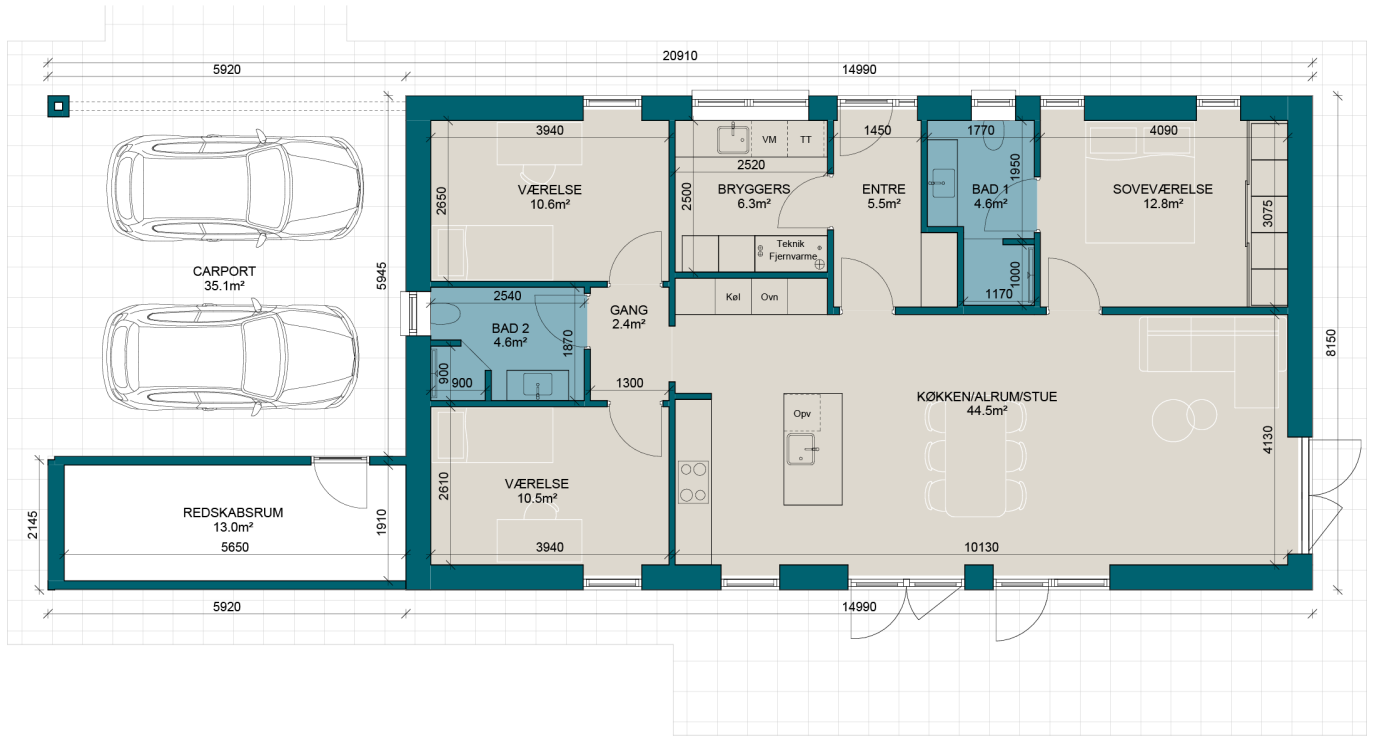 20910
5920
14990
3940
VM
TT
2520
1450
1770
4090
VÆRELSE
10.6m²
2650
BRYGGERS
6.3m²
2500
ENTRE
5.5m²
BAD 1
4.6m²
1950
SOVEVÆRELSE
12.8m²
3075
Teknik
Fjernvarme
CARPORT
35.1m²
5945
2540
GANG
2.4m²
Køl
Ovn
1000
1170
BAD 2
4.6m²
1870
8150
900
900
1300
KØKKEN/ALRUM/STUE
44.5m²
Opv
4130
VÆRELSE
10.5m²
2610
REDSKABSRUM
13.0m²
2145
1910
5650
3940
10130
5920
14990